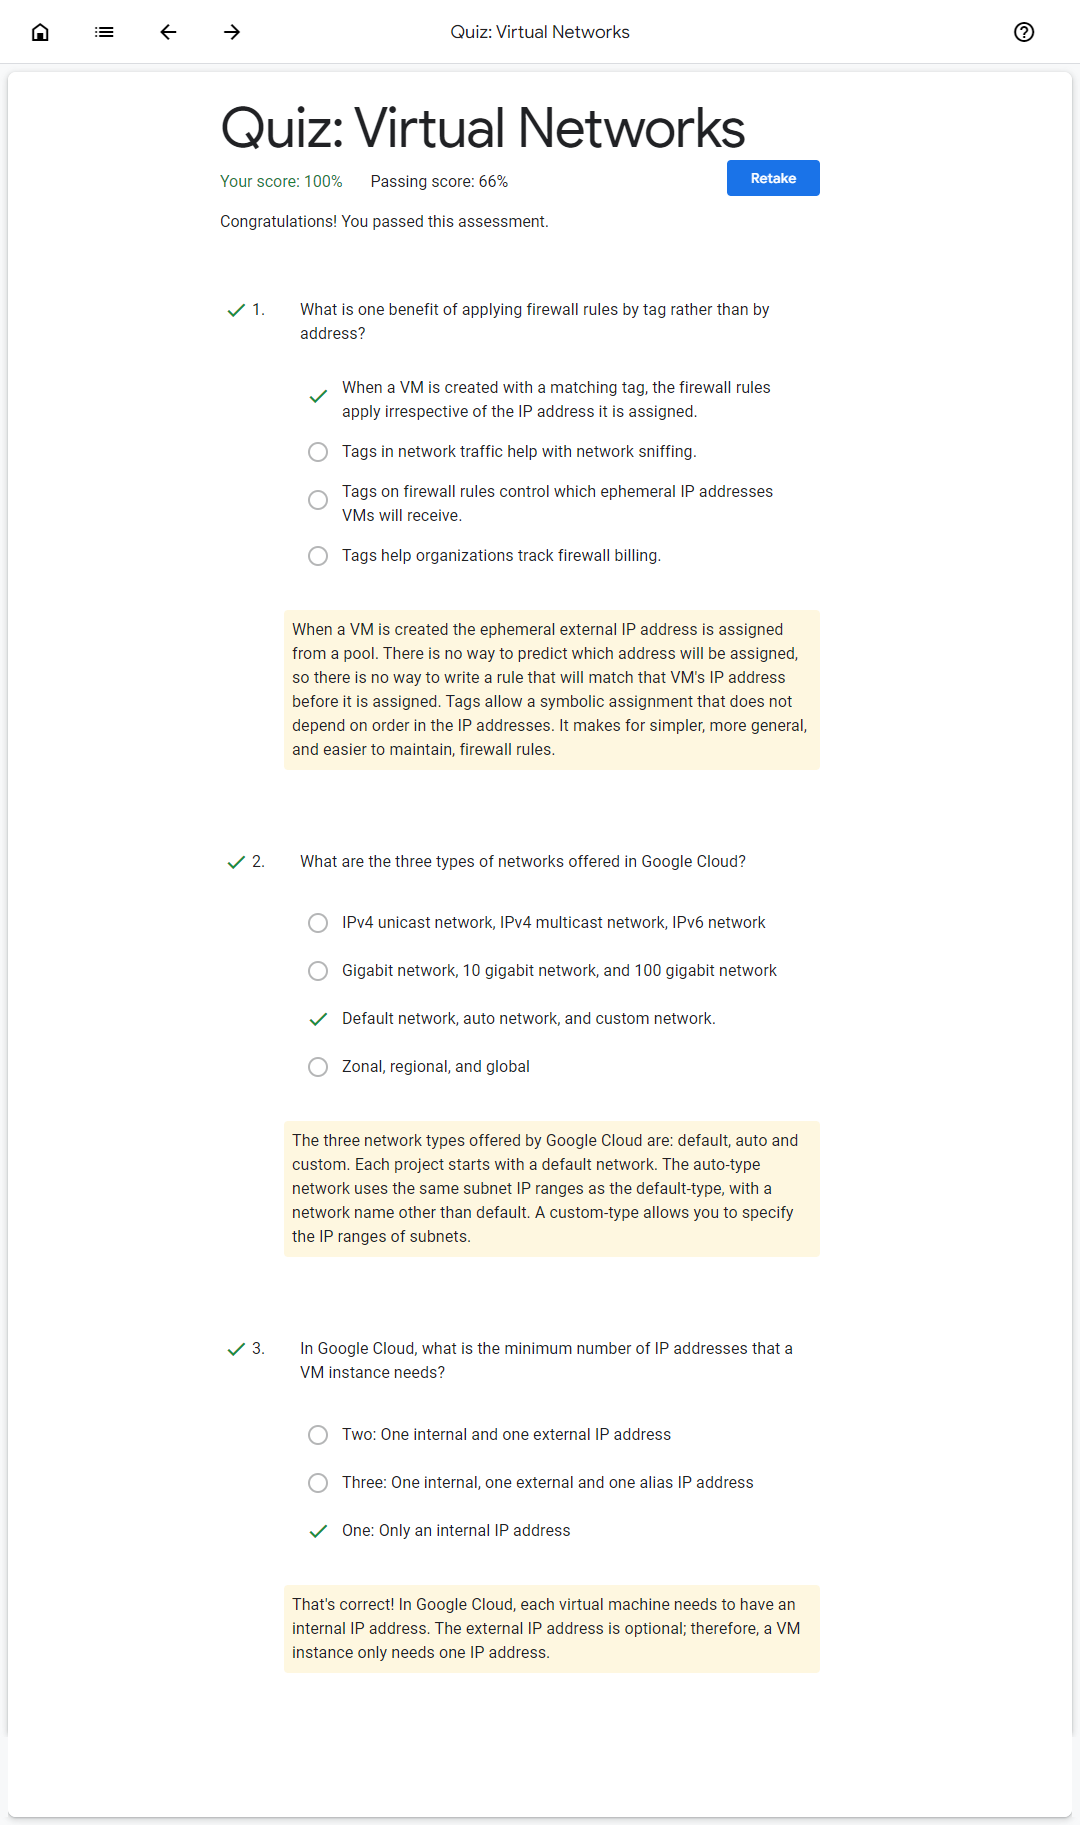 Quiz: Virtual Networks
Quiz: Virtual Networks
Your score: 100% Passing score: 66%
Retake
Congratulations! You passed this assessment.
1. What is one benefit of applying firewall rules by tag rather than by
address?
When a VM is created with a matching tag, the firewall rules
apply irrespective of the IP address it is assigned.
Tags in network traffic help with network sniffing.
Tags on firewall rules control which ephemeral IP addresses
VMs will receive.
Tags help organizations track firewall billing.
When a VM is created the ephemeral external IP address is assigned
from a pool. There is no way to predict which address will be assigned,
so there is no way to write a rule that will match that VM's IP address
before it is assigned. Tags allow a symbolic assignment that does not
depend on order in the IP addresses. It makes for simpler, more general,
and easier to maintain, firewall rules.
2. What are the three types of networks offered in Google Cloud?
IPv4 unicast network, IPv4 multicast network, IPv6 network
Gigabit network, 10 gigabit network, and 100 gigabit network
Default network, auto network, and custom network.
Zonal, regional, and global
The three network types offered by Google Cloud are: default, auto and
custom. Each project starts with a default network. The auto-type
network uses the same subnet IP ranges as the default-type, with a
network name other than default. A custom-type allows you to specify
the IP ranges of subnets.
3. In Google Cloud, what is the minimum number of IP addresses that a
VM instance needs?
Two: One internal and one external IP address
Three: One internal, one external and one alias IP address
One: Only an internal IP address
That's correct! In Google Cloud, each virtual machine needs to have an
internal IP address. The external IP address is optional; therefore, a VM
instance only needs one IP address.